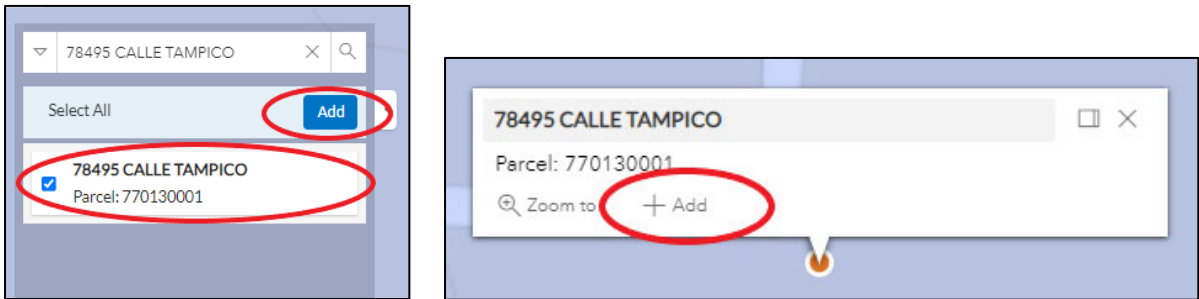 78495 CALLE TAMPICO
Select All Add
78495 CALLE TAMPICO
Parcel: 770130001
78495 CALLE TAMPICO
Parcel: 770130001
Zoom to + Add